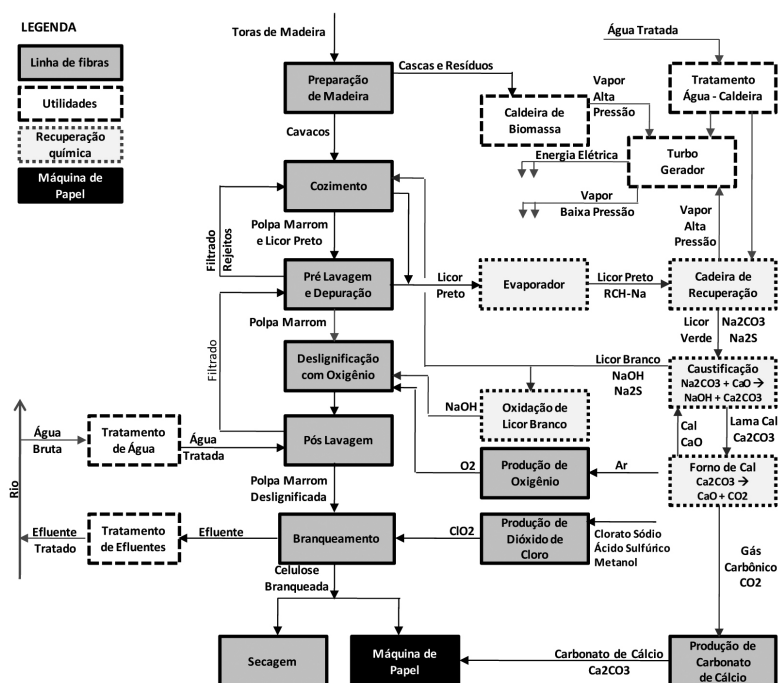 LEGENDA
Linha de fibras
Utilidades
Recuperação
química
Máquina de
Papel
Toras de Madeira
Água Tratada
Preparação
de Madeira
Cascas e Resíduos
Caldeira de
Biomassa
Vapor
Alta
Pressão
Tratamento
Água - Caldeira
Cavacos
Energia Elétrica
Turbo
Gerador
Cozimento
Vapor
Baixa Pressão
Vapor
Alta
Pressão
Filtrado
Rejeitos
Polpa Marrom
e Licor Preto
Pré Lavagem
e Depuração
Licor
Preto
Evaporador
Licor Preto
RCH-Na
Cadeira de
Recuperação
Polpa Marrom
Licor
Verde
Na2CO3
Na2S
Filtrado
Deslignificação
com Oxigênio
Licor Branco
NaOH
Na2S
Caustificação
Na2CO3 + CaO →
NaOH + Ca2CO3
NaOH
Oxidação de
Licor Branco
Cal
CaO
Lama Cal
Ca2CO3
Rio
Água
Bruta
Tratamento
de Água
Água
Tratada
Pós Lavagem
O2
Produção de
Oxigênio
Ar
Forno de Cal
Ca2CO3 →
CaO + CO2
Polpa Marrom
Deslignificada
Efluente
Tratado
Tratamento
de Efluentes
Efluente
Branqueamento
ClO2
Produção de
Dióxido de
Cloro
Clorato Sódio
Ácido Sulfúrico
Metanol
Gás
Carbônico
CO2
Celulose
Branqueada
Secagem
Máquina de
Papel
Carbonato de Cálcio
Ca2CO3
Produção de
Carbonato
de Cálcio